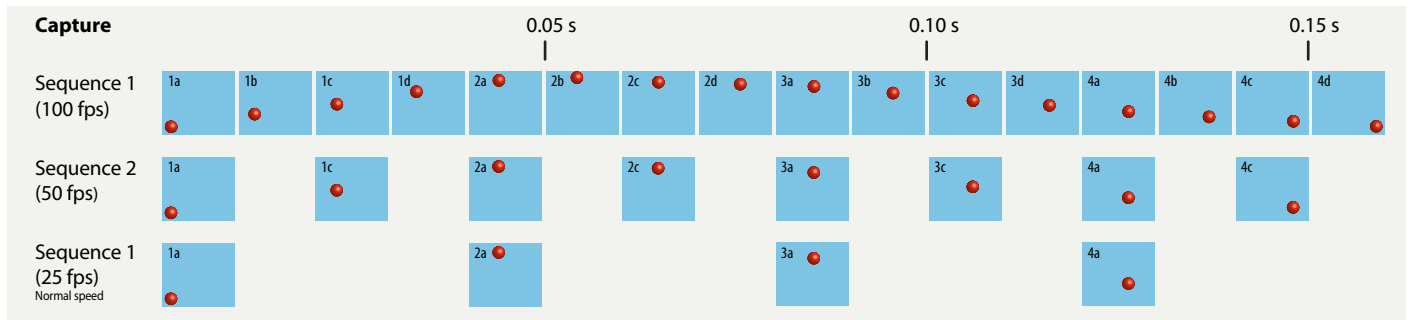 Capture 0.05 s 0.10 s 0.15 s
Sequence 1
(100 fps)
1a 1b 1c 1d 2a 2b 2c 2d 3a 3b 3c 3d 4a 4b 4c 4d
Sequence 2
(50 fps)
1a 1c 2a 2c 3a 3c 4a 4c
Sequence 1
(25 fps)
Normal speed
1a 2a 3a 4a